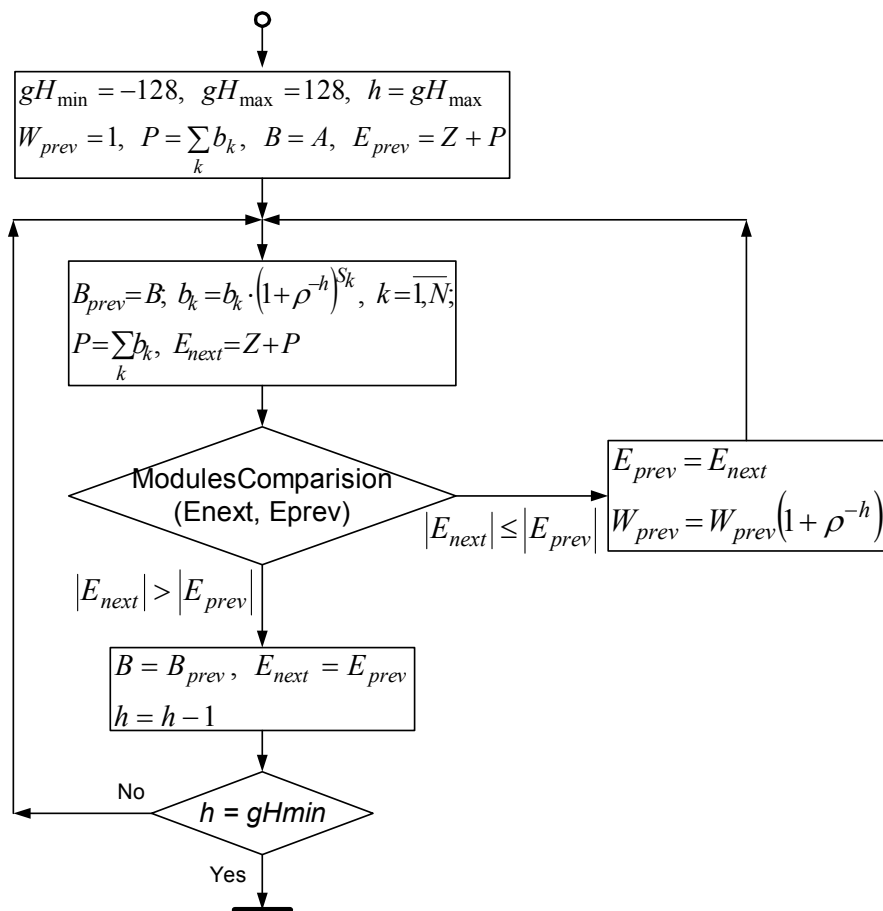 gH_min = −128, gH_max = 128, h = gH_max
W_prev = 1, P = ∑_k b_k, B = A, E_prev = Z + P
B_prev = B; b_k = b_k · (1 + ρ^{−h})^{S_k}, k = \overline{1,N};
P = ∑_k b_k, E_next = Z + P
ModulesComparision
(Enext, Eprev)
|E_next| ≤ |E_prev|
E_prev = E_next
W_prev = W_prev (1 + ρ^{−h})
|E_next| > |E_prev|
B = B_prev, E_next = E_prev
h = h − 1
No
h = gHmin
Yes